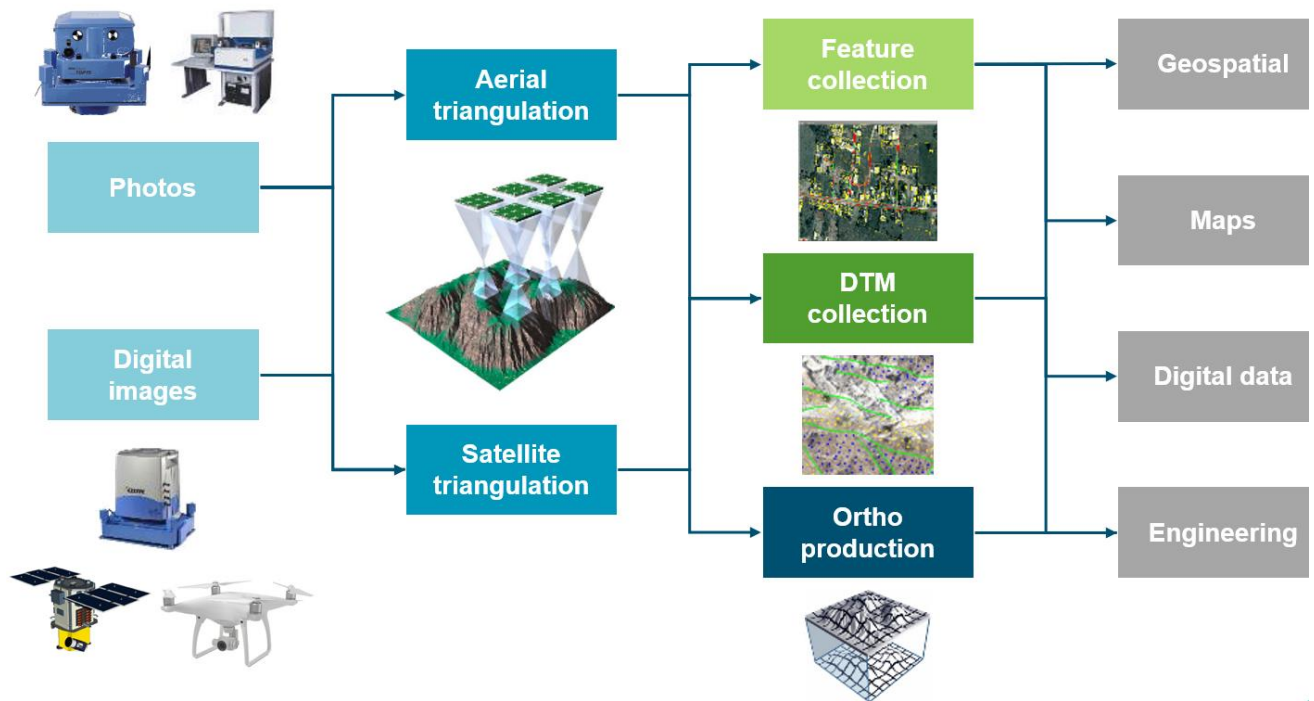 Photos
Digital
images
Aerial
triangulation
Satellite
triangulation
Feature
collection
DTM
collection
Ortho
production
Geospatial
Maps
Digital data
Engineering